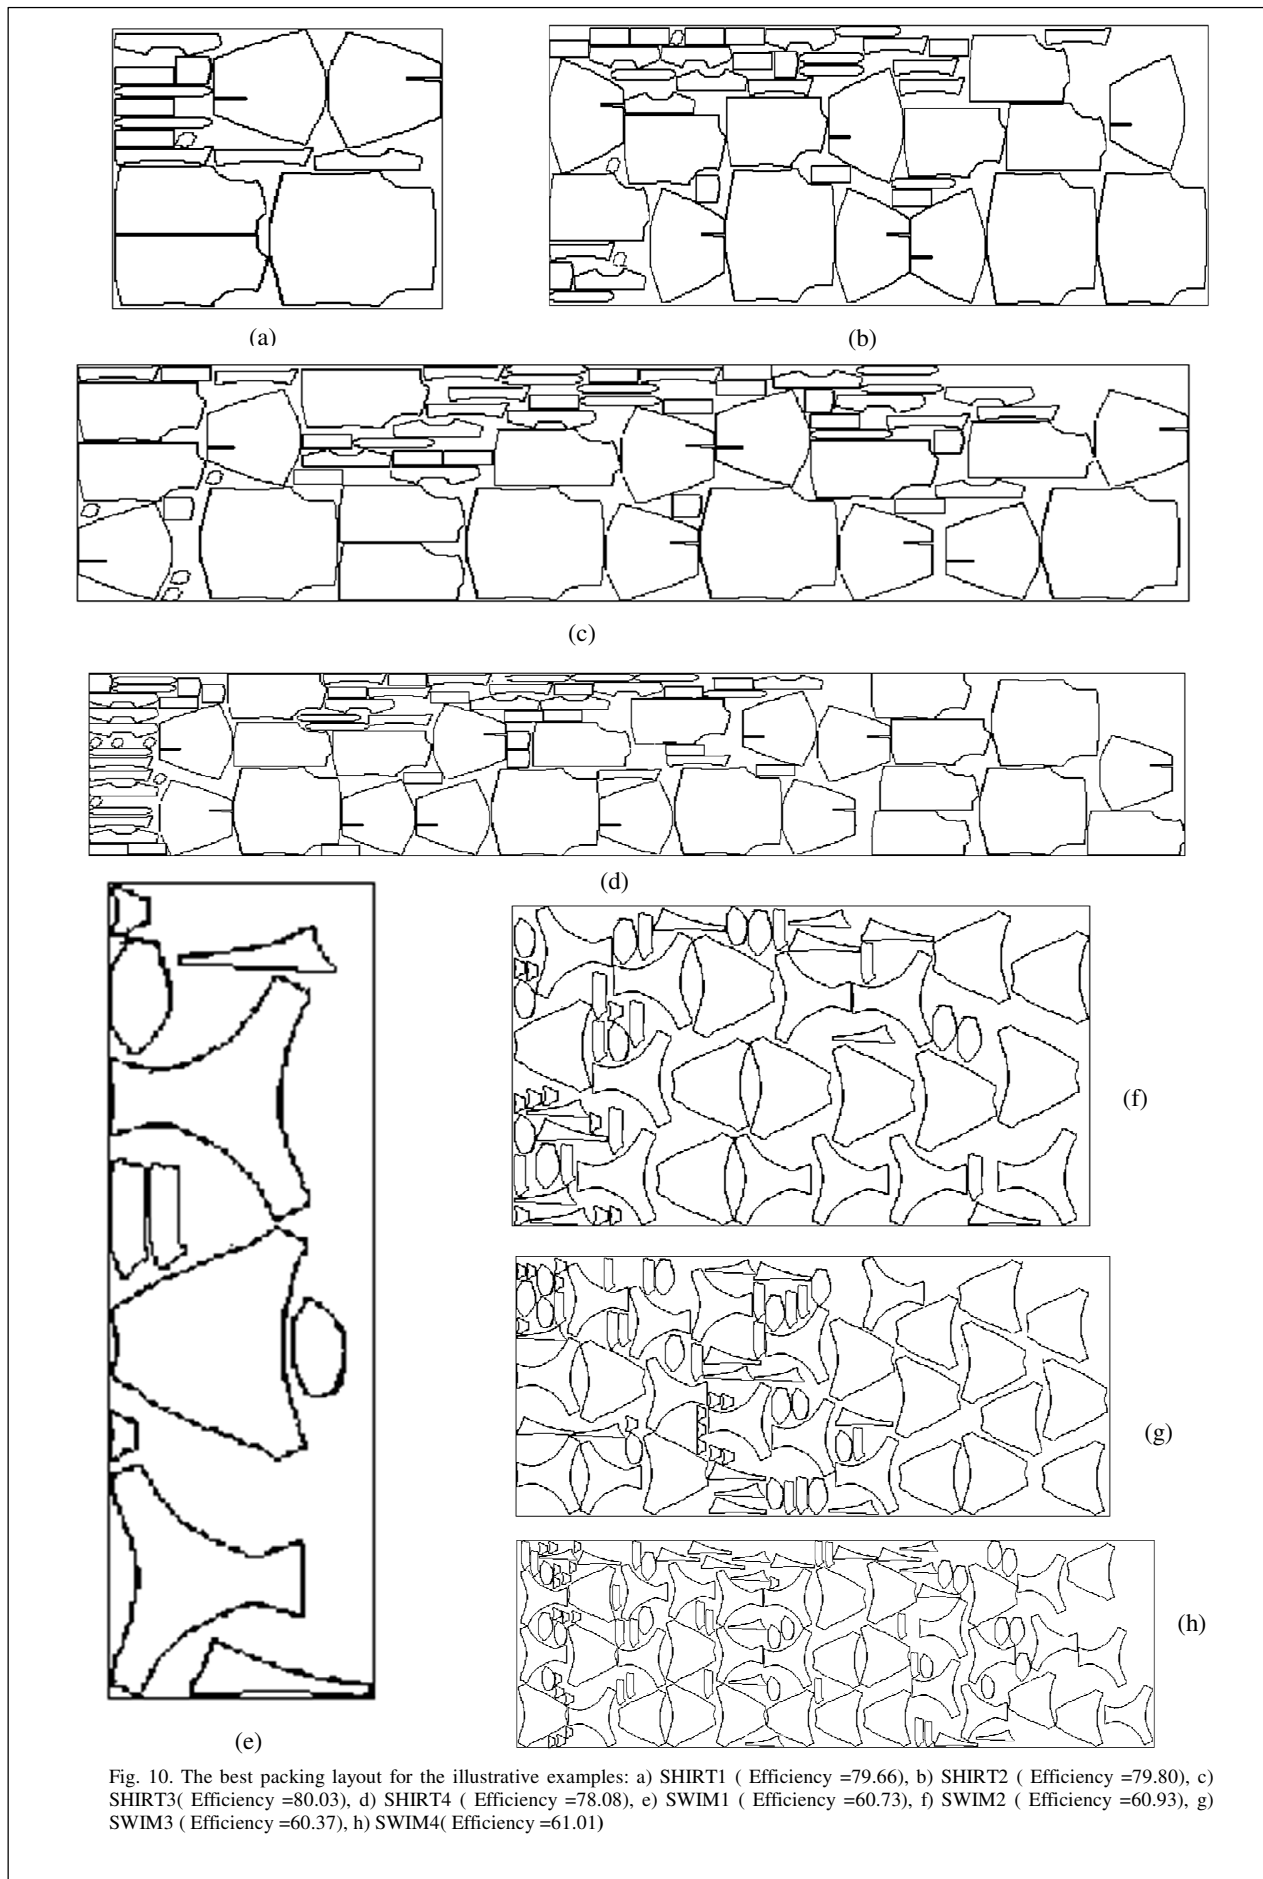 (a)
(b)
(c)
(d)
(e)
(f)
(g)
(h)
Fig. 10. The best packing layout for the illustrative examples: a) SHIRT1 ( Efficiency =79.66), b) SHIRT2 ( Efficiency =79.80), c)
SHIRT3( Efficiency =80.03), d) SHIRT4 ( Efficiency =78.08), e) SWIM1 ( Efficiency =60.73), f) SWIM2 ( Efficiency =60.93), g)
SWIM3 ( Efficiency =60.37), h) SWIM4( Efficiency =61.01)